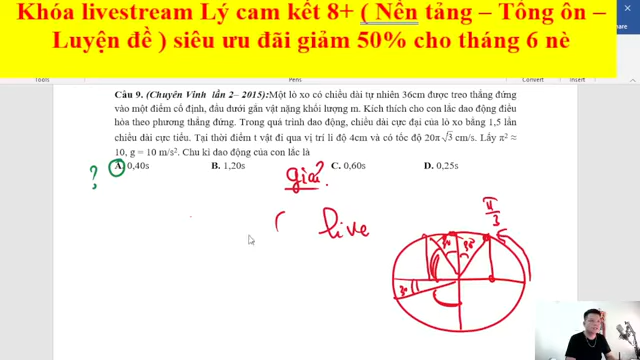 Khóa livestream Lý cam kết 8+ ( Nền tảng – Tổng ôn –
Luyện đề ) siêu ưu đãi giảm 50% cho tháng 6 nè
Tools
Pens
Insert
Câu 9. (Chuyên Vinh lần 2– 2015):Một lò xo có chiều dài tự nhiên 36cm được treo thẳng đứng
vào một điểm cố định, đầu dưới gắn vật nặng khối lượng m. Kích thích cho con lắc dao động điều
hòa theo phương thẳng đứng. Trong quá trình dao động, chiều dài cực đại của lò xo bằng 1,5 lần
chiều dài cực tiểu. Tại thời điểm t vật đi qua vị trí li độ 4cm và có tốc độ 20π√3 cm/s. Lấy π² ≈
10, g = 10 m/s². Chu kì dao động của con lắc là
A. 0,40s B. 1,20s C. 0,60s D. 0,25s
?
giải?
live
π/3
30